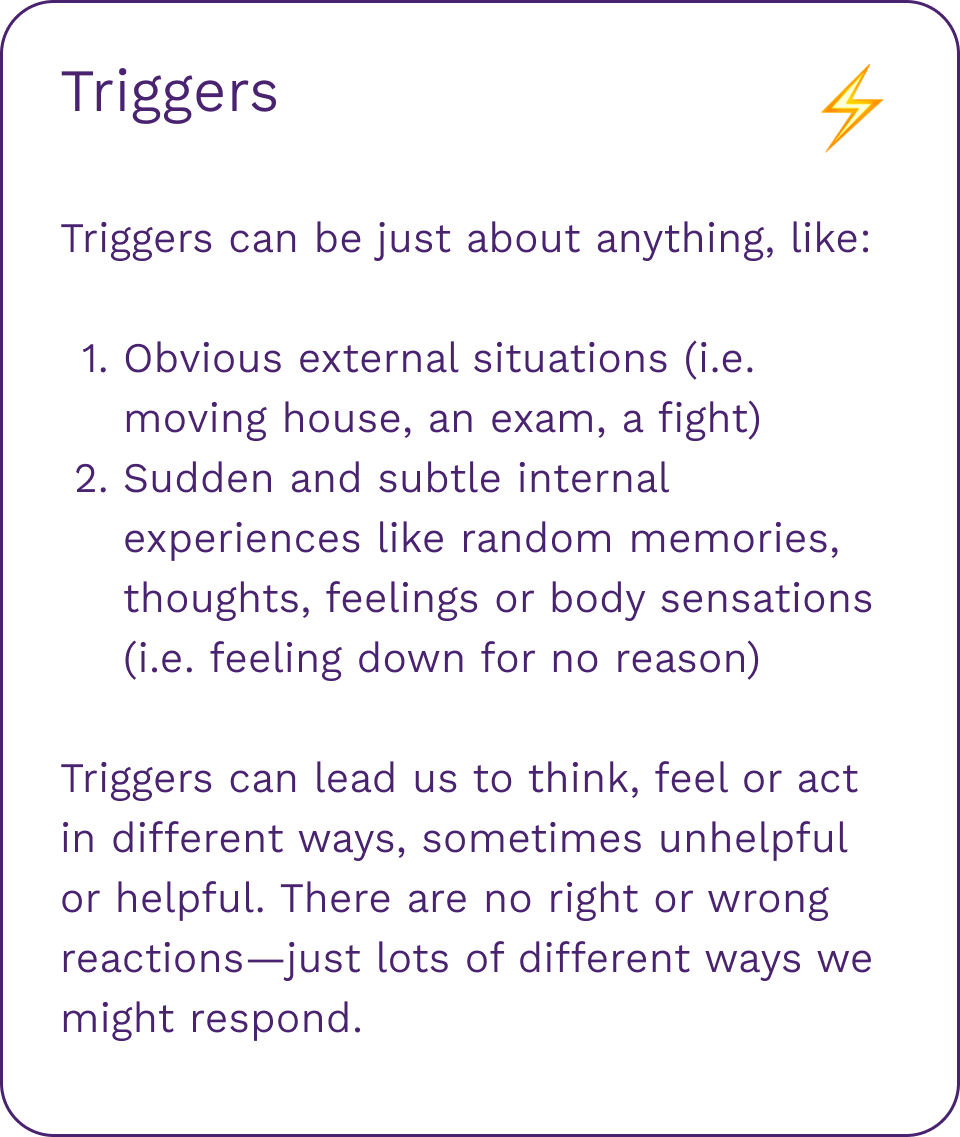 Triggers
Triggers can be just about anything, like:
1. Obvious external situations (i.e.
moving house, an exam, a fight)
2. Sudden and subtle internal
experiences like random memories,
thoughts, feelings or body sensations
(i.e. feeling down for no reason)
Triggers can lead us to think, feel or act
in different ways, sometimes unhelpful
or helpful. There are no right or wrong
reactions—just lots of different ways we
might respond.